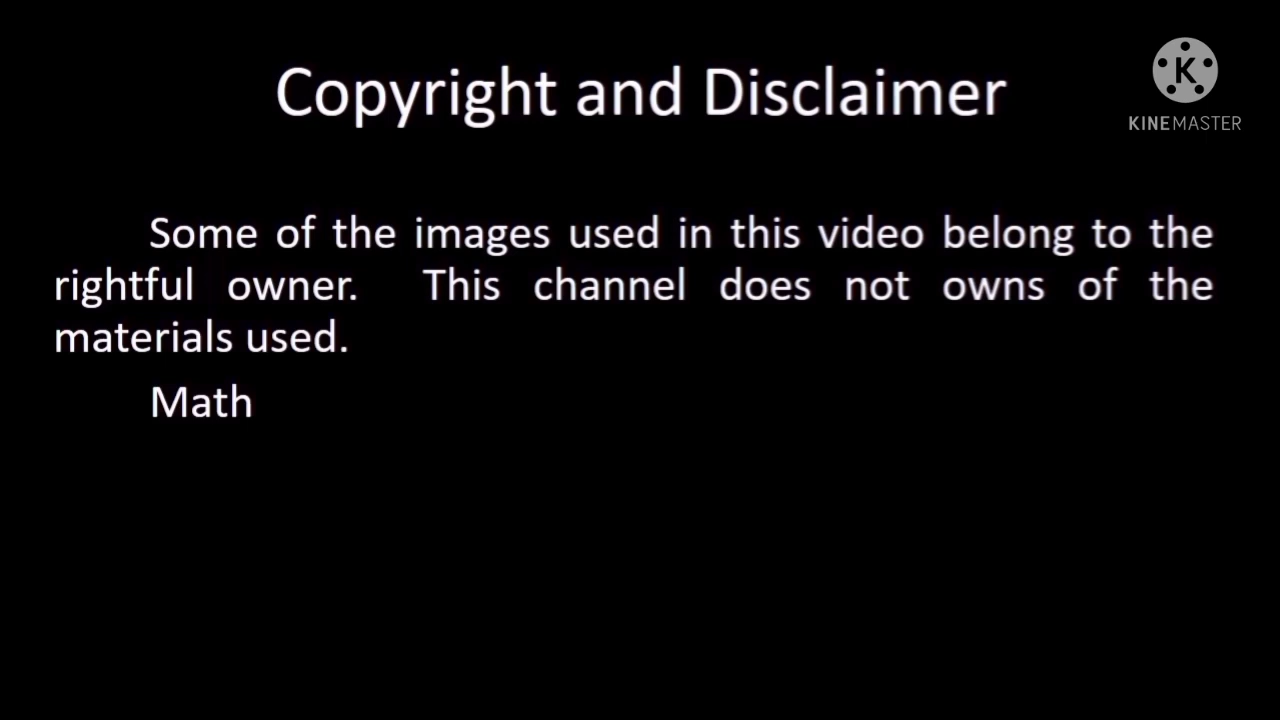 Copyright and Disclaimer
K
KINEMASTER
Some of the images used in this video belong to the
rightful owner. This channel does not owns of the
materials used.
Math